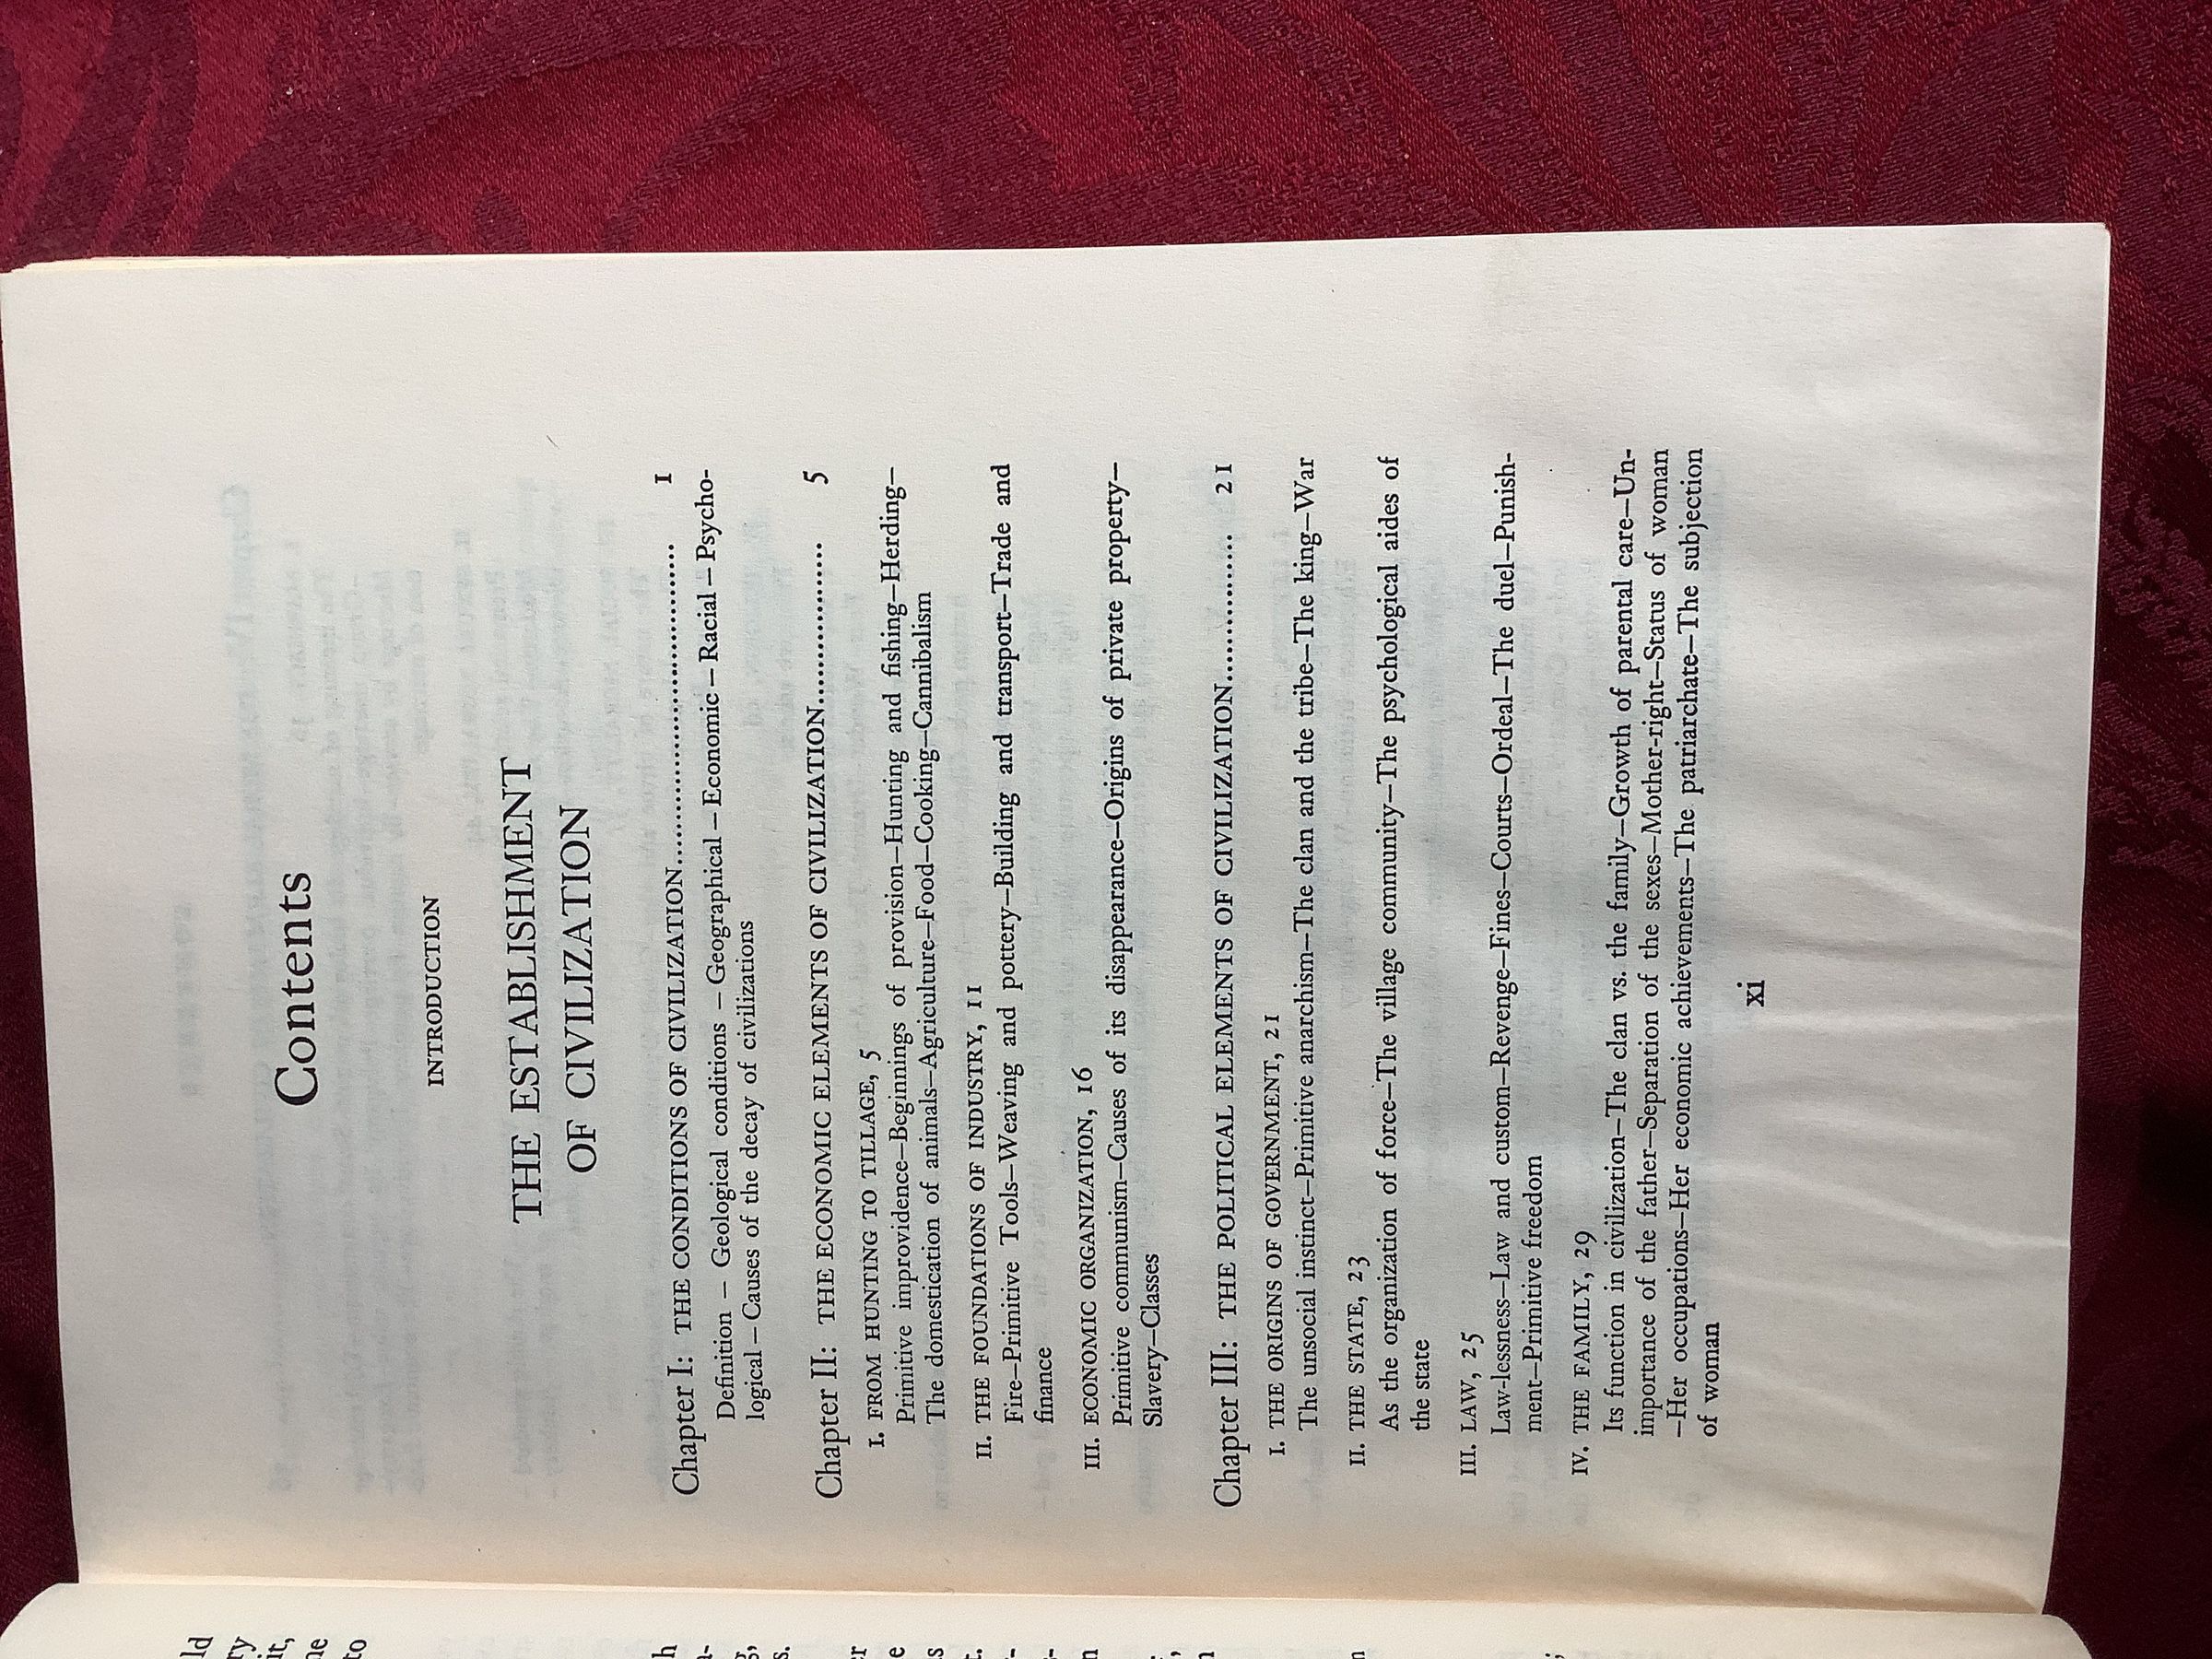 Contents
INTRODUCTION
THE ESTABLISHMENT
OF CIVILIZATION
Chapter I: THE CONDITIONS OF CIVILIZATION........................................ 1
Definition — Geological conditions — Geographical — Economic — Racial — Psycho-
logical — Causes of the decay of civilizations
Chapter II: THE ECONOMIC ELEMENTS OF CIVILIZATION.................... 5
I. FROM HUNTING TO TILLAGE, 5
Primitive improvidence—Beginnings of provision—Hunting and fishing—Herding—
The domestication of animals—Agriculture—Food—Cooking—Cannibalism
II. THE FOUNDATIONS OF INDUSTRY, 11
Fire—Primitive Tools—Weaving and pottery—Building and transport—Trade and
finance
III. ECONOMIC ORGANIZATION, 16
Primitive communism—Causes of its disappearance—Origins of private property—
Slavery—Classes
Chapter III: THE POLITICAL ELEMENTS OF CIVILIZATION.................. 21
I. THE ORIGINS OF GOVERNMENT, 21
The unsocial instinct—Primitive anarchism—The clan and the tribe—The king—War
II. THE STATE, 23
As the organization of force—The village community—The psychological aides of
the state
III. LAW, 25
Law-lessness—Law and custom—Revenge—Fines—Courts—Ordeal—The duel—Punish-
ment—Primitive freedom
IV. THE FAMILY, 29
Its function in civilization—The clan vs. the family—Growth of parental care—Un-
importance of the father—Separation of the sexes—Mother-right—Status of woman
—Her occupations—Her economic achievements—The patriarchate—The subjection
of woman
xi